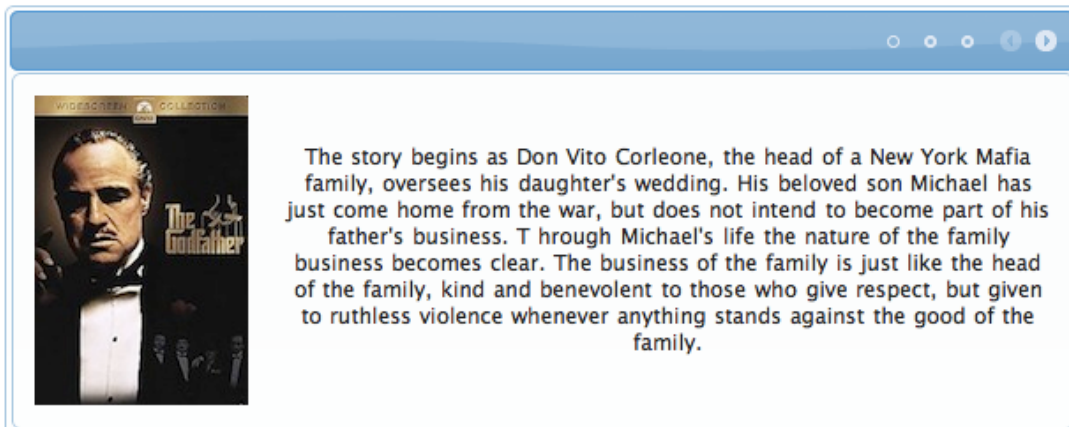 WIDESCREEN COLLECTION
The
Godfather
The story begins as Don Vito Corleone, the head of a New York Mafia
family, oversees his daughter's wedding. His beloved son Michael has
just come home from the war, but does not intend to become part of his
father's business. T hrough Michael's life the nature of the family
business becomes clear. The business of the family is just like the head
of the family, kind and benevolent to those who give respect, but given
to ruthless violence whenever anything stands against the good of the
family.